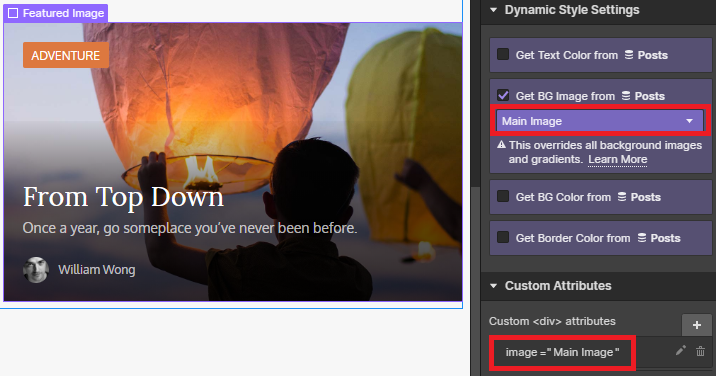 Featured Image
ADVENTURE
From Top Down
Once a year, go someplace you've never been before.
William Wong
Dynamic Style Settings
Get Text Color from Posts
Get BG Image from Posts
Main Image
This overrides all background images
and gradients. Learn More
Get BG Color from Posts
Get Border Color from Posts
Custom Attributes
Custom <div> attributes
+
image ="Main Image"